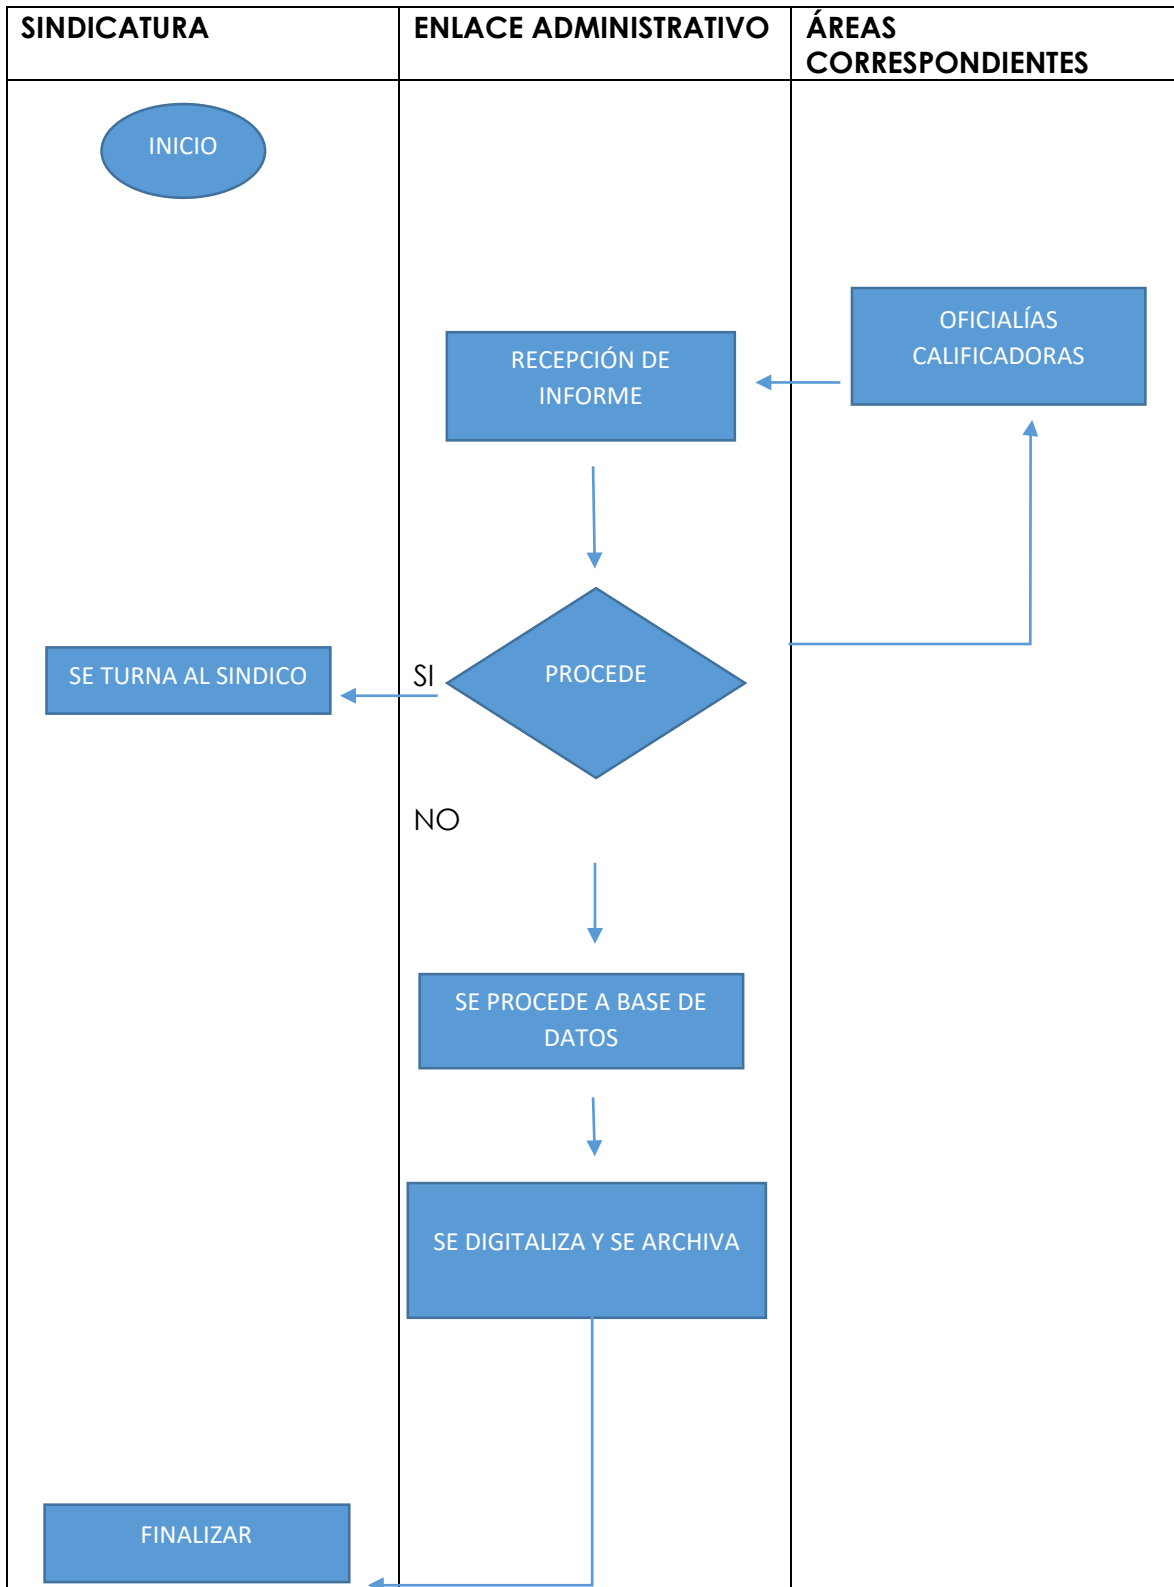 SINDICATURA
ENLACE ADMINISTRATIVO
ÁREAS
CORRESPONDIENTES
INICIO
OFICIALÍAS
CALIFICADORAS
RECEPCIÓN DE
INFORME
SE TURNA AL SINDICO
SI
PROCEDE
NO
SE PROCEDE A BASE DE
DATOS
SE DIGITALIZA Y SE ARCHIVA
FINALIZAR